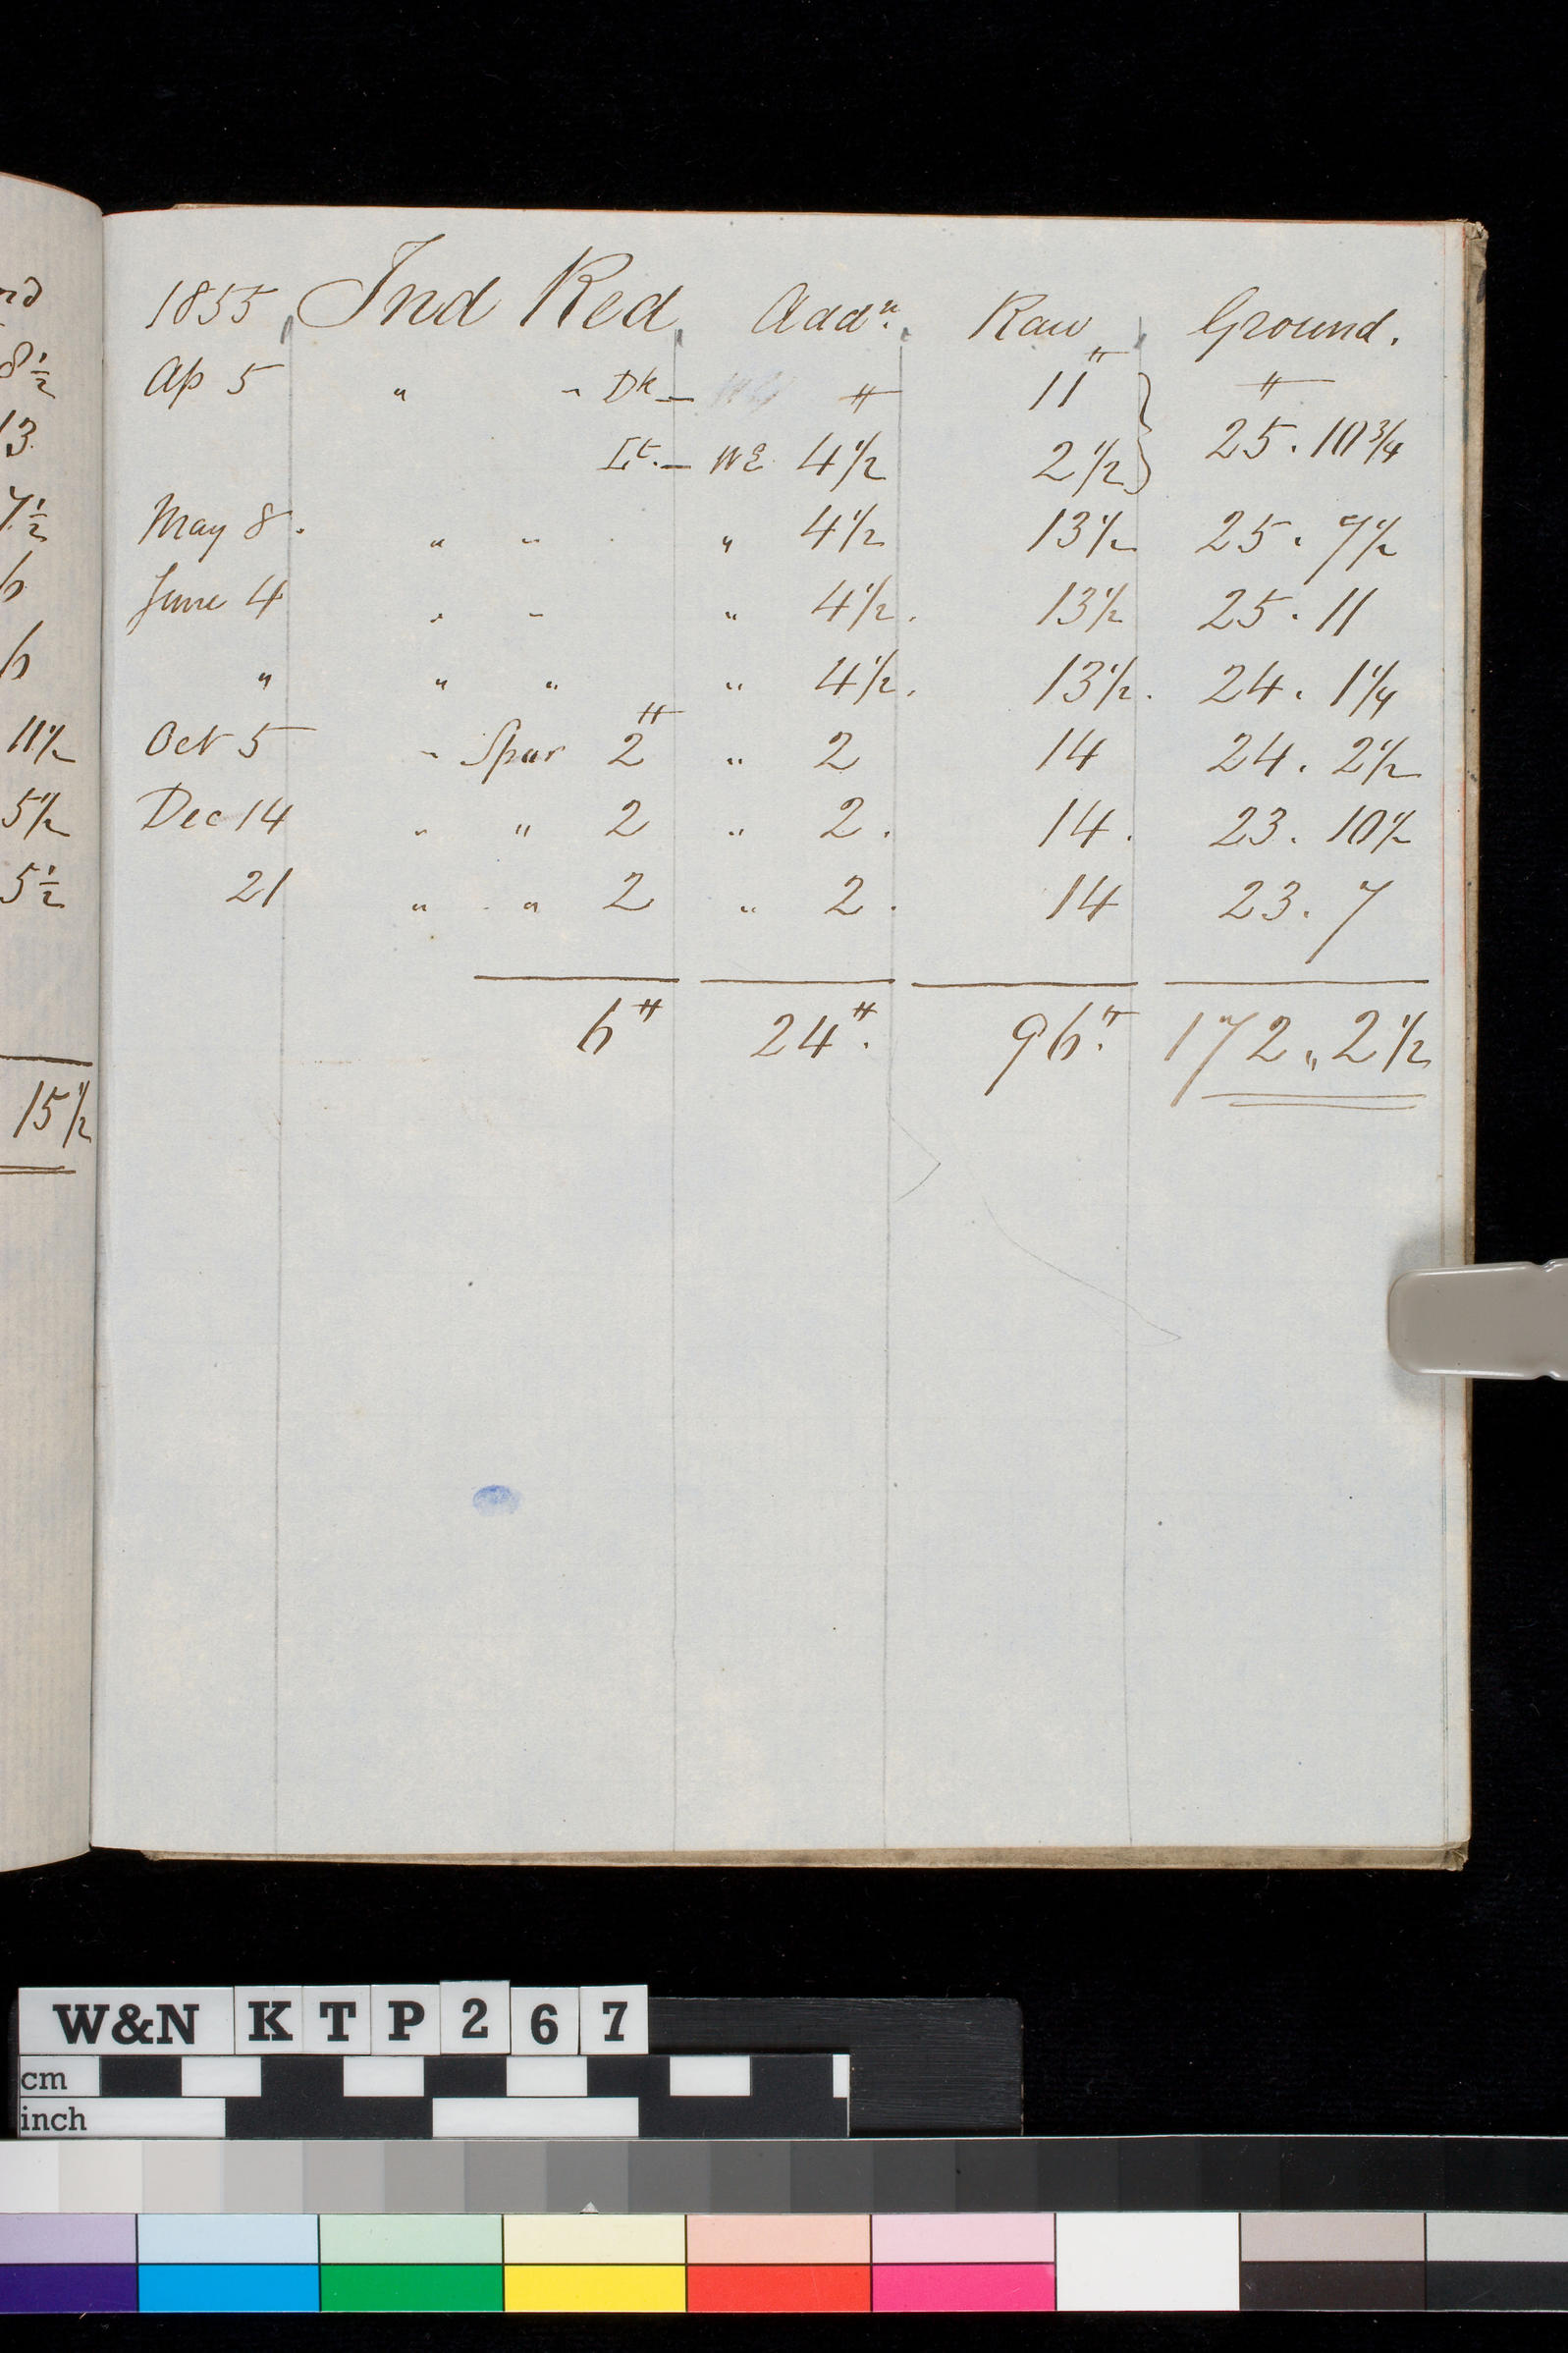 1855 Ind Red Addn. Raw Ground.
Ap 5 " " Dk — # 11# #
Lt. — WE 4½ 2½ 25 . 10¾
May 8 . " " " 4½ 13½ 25 . 7½
June 4 " " " 4½ . 13½ 25 . 11
" " " " 4½ . 13½ . 24 . 1¼
Oct 5 " Spar 2# " 2 14 24 . 2½
Dec 14 " " 2 " 2 . 14 . 23 . 10½
21 " " 2 " 2 . 14 23 . 7
6# 24#. 96#. 172 " 2½
8½
13
7½
6
6
11½
5½
5½
15½
W&N KTP267
cm
inch